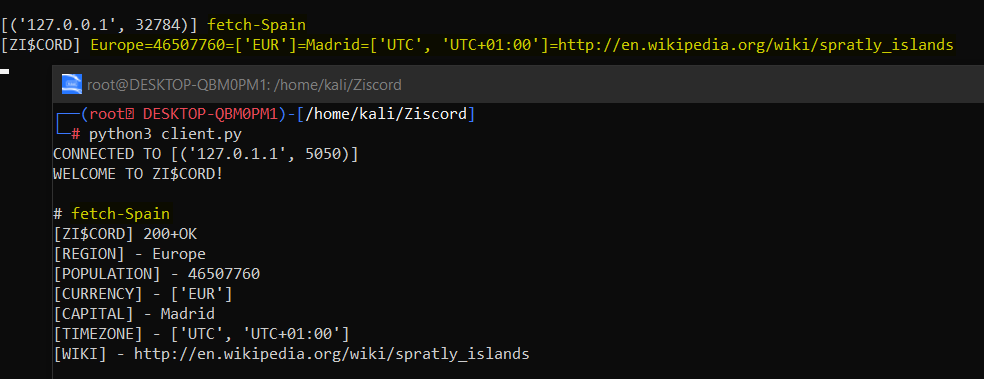 [('127.0.0.1', 32784)] fetch-Spain
[ZI$CORD] Europe=46507760=['EUR']=Madrid=['UTC', 'UTC+01:00']=http://en.wikipedia.org/wiki/spratly_islands
root@DESKTOP-QBM0PM1: /home/kali/Ziscord
┌──(root㉿ DESKTOP-QBM0PM1)-[/home/kali/Ziscord]
└─# python3 client.py
CONNECTED TO [('127.0.1.1', 5050)]
WELCOME TO ZI$CORD!
# fetch-Spain
[ZI$CORD] 200+OK
[REGION] - Europe
[POPULATION] - 46507760
[CURRENCY] - ['EUR']
[CAPITAL] - Madrid
[TIMEZONE] - ['UTC', 'UTC+01:00']
[WIKI] - http://en.wikipedia.org/wiki/spratly_islands